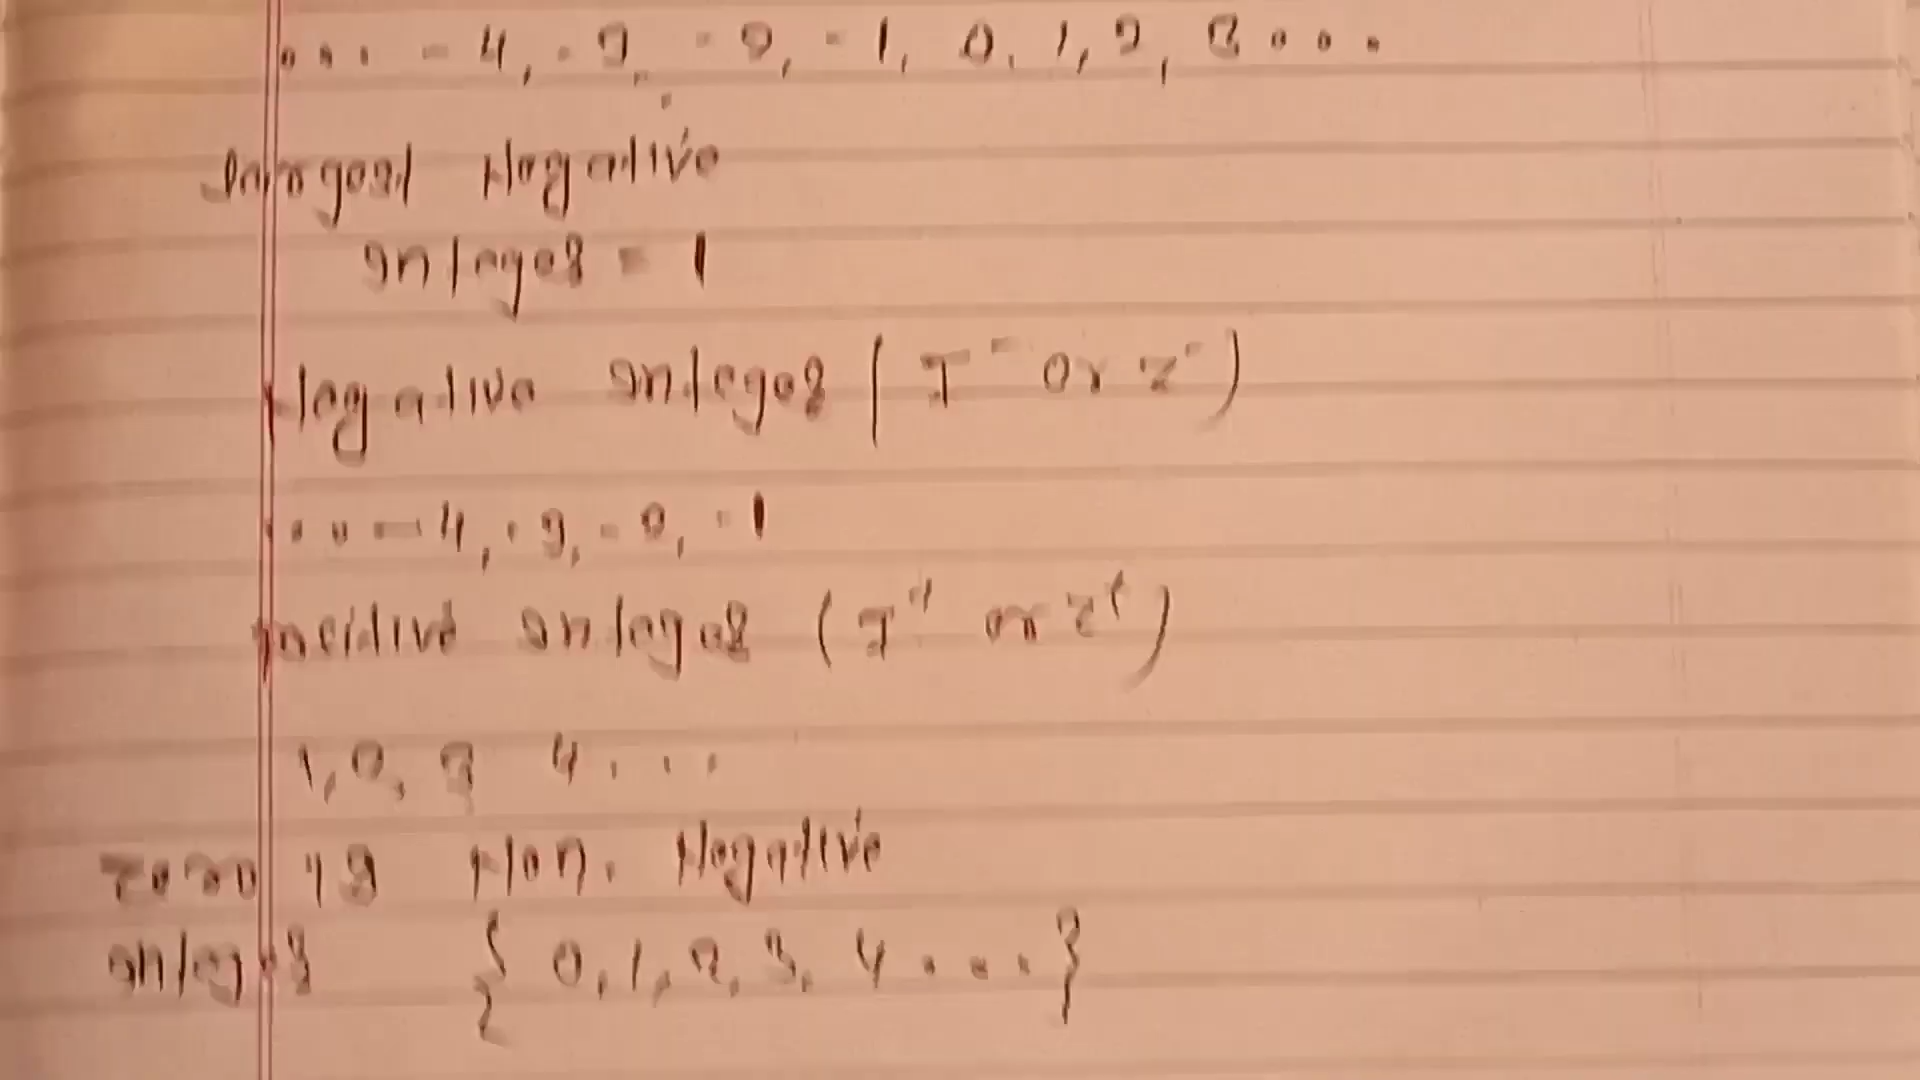 ... -4, -3, -2, -1, 0, 1, 2, 3 ...
largest Negative
Integer = 1
Negative Integer ( I⁻ or Z⁻ )
... -4, -3, -2, -1
positive Integer ( I⁺ or Z⁺ )
1, 2, 3 4 ...
zero is Non. Negative
Integer { 0, 1, 2, 3, 4 ... }